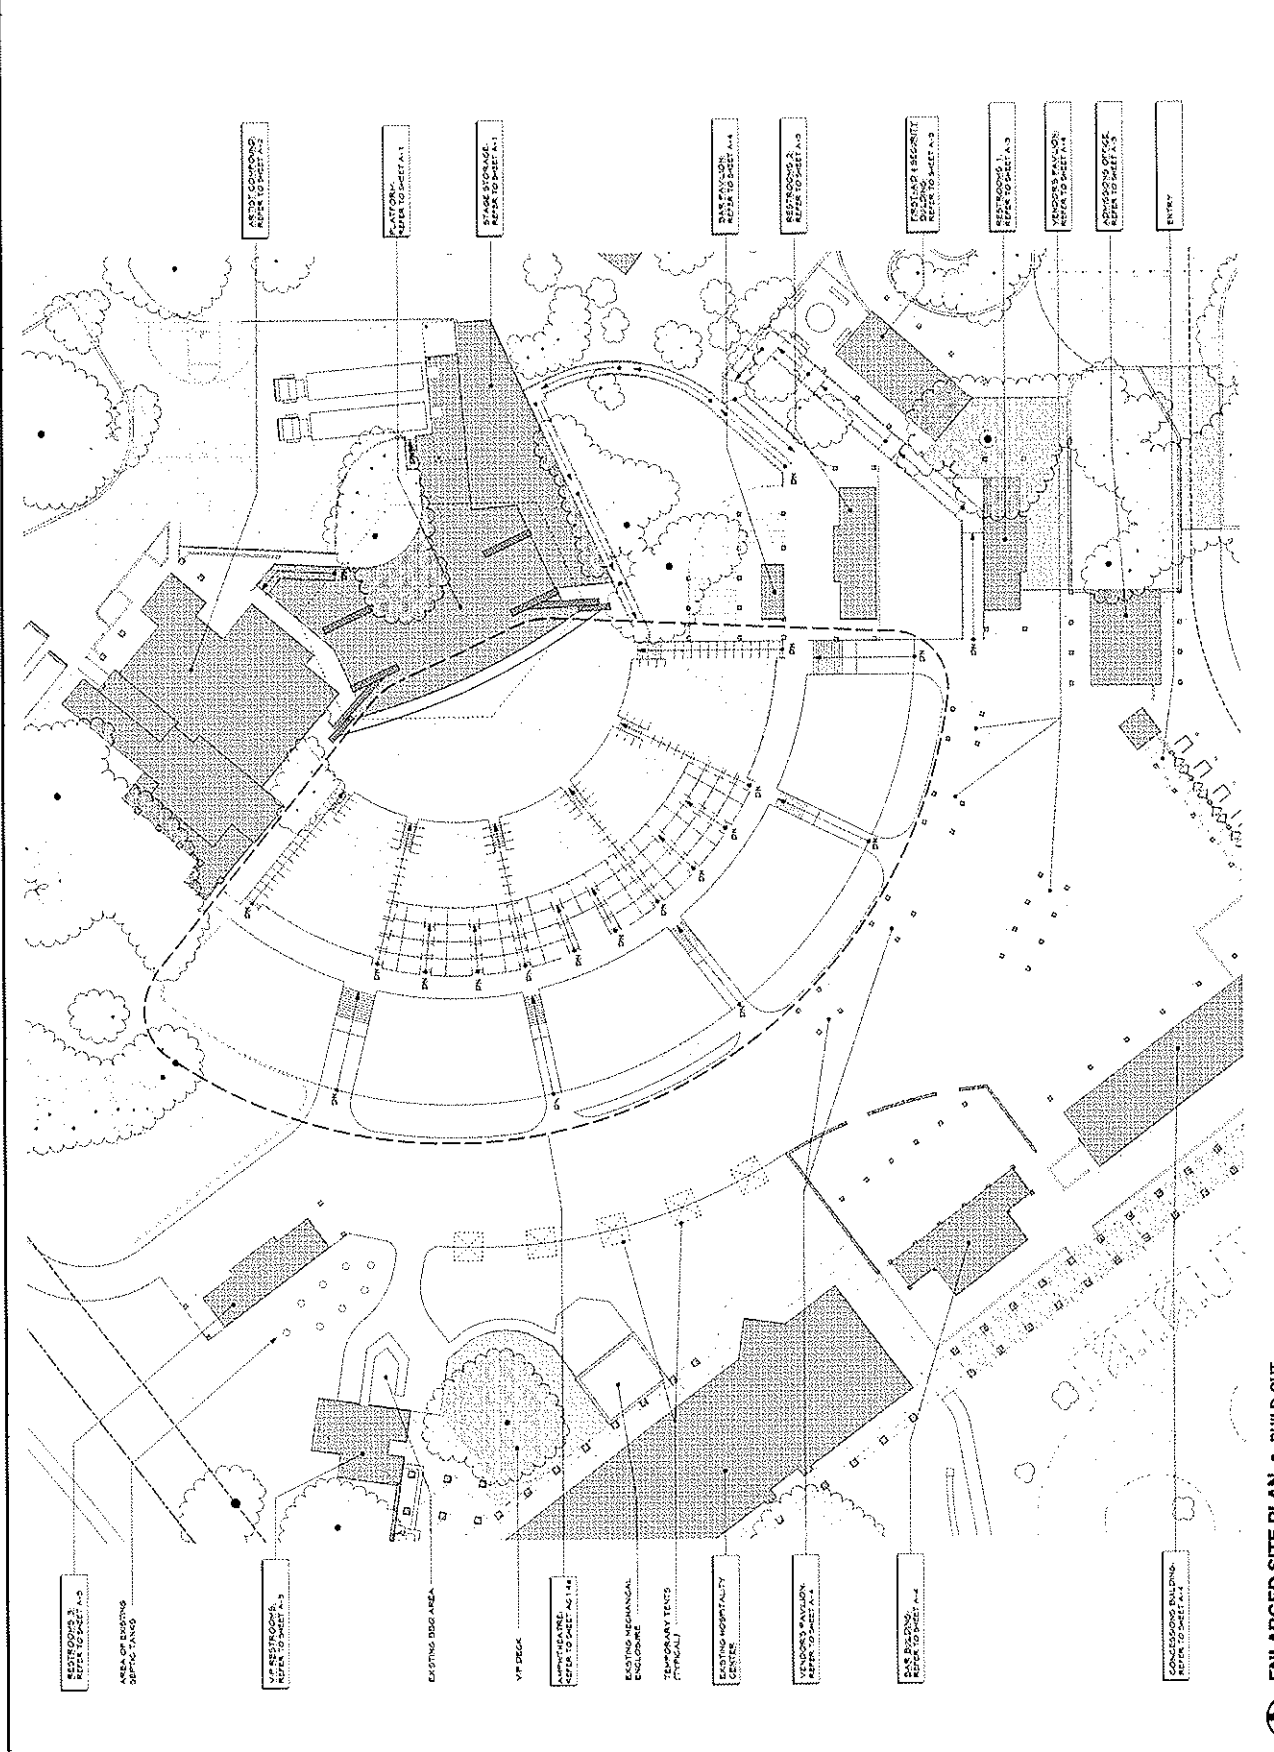 ARTIST COMPOUND:
REFER TO SHEET A-2
PLATFORM:
REFER TO SHEET A-1
STAGE STORAGE:
REFER TO SHEET A-1
BAR PAVILION:
REFER TO SHEET A-4
RESTROOMS 2:
REFER TO SHEET A-3
FIRST AID & SECURITY
BUILDING:
REFER TO SHEET A-3
RESTROOMS 1:
REFER TO SHEET A-3
VENDORS PAVILION:
REFER TO SHEET A-4
ADMISSIONS OFFICE:
REFER TO SHEET A-3
ENTRY
RESTROOMS 3:
REFER TO SHEET A-3
AREA OF EXISTING
SEPTIC TANKS
V.I.P. RESTROOMS:
REFER TO SHEET A-3
EXISTING BBQ AREA
VIP DECK
AMPHITHEATRE:
REFER TO SHEET
EXISTING MECHANICAL
ENCLOSURE
TEMPORARY TENTS
(TYPICAL)
EXISTING HOSPITALITY
CENTER
VENDORS PAVILION:
REFER TO SHEET A-4
BAR BUILDING:
REFER TO SHEET A-4
CONCESSIONS BUILDING:
REFER TO SHEET A-4
ENLARGED SITE PLAN • BUILD OUT